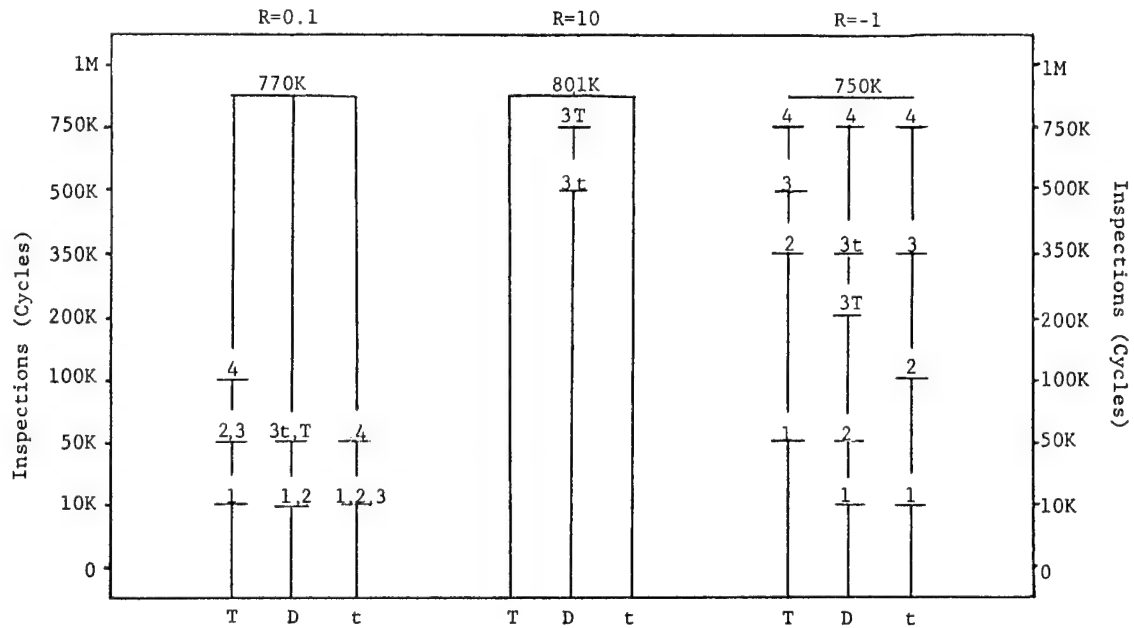 R=0.1 R=10 R=-1
1M 1M
770K 801K 750K
3T 4 4 4
750K 750K
3t 3
500K 500K
2 3t 3
350K 350K
3T
200K 200K
4 2
100K 100K
2,3 3t,T 4 1 2
50K 50K
1 1,2 1,2,3 1 1
10K 10K
0 0
T D t T D t T D t
Inspections (Cycles)
Inspections (Cycles)